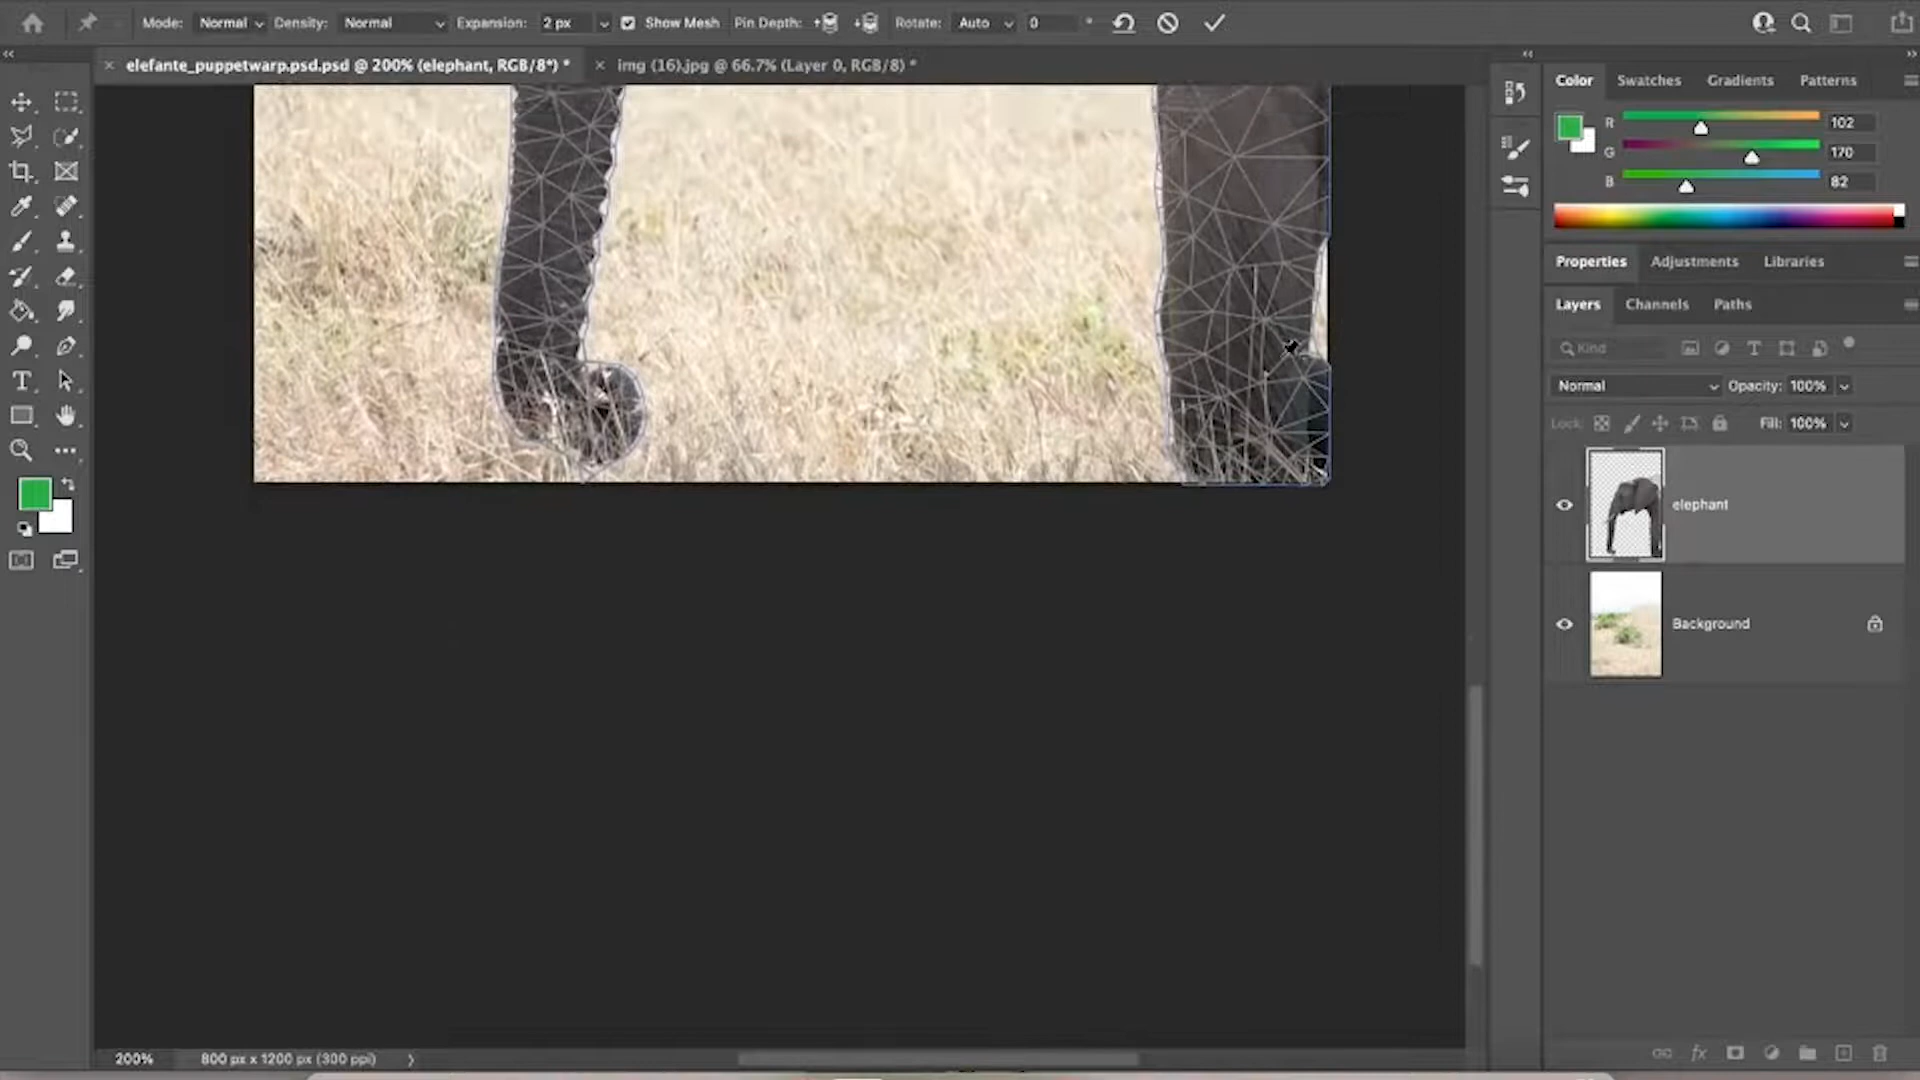 Mode: Normal Density: Normal Expansion: 2 px Show Mesh Pin Depth: Rotate: Auto 0 °
elefante_puppetwarp.psd.psd @ 200% (elephant, RGB/8*) *
img (16).jpg @ 66.7% (Layer 0, RGB/8) *
Color Swatches Gradients Patterns
R 102
G 170
B 82
Properties Adjustments Libraries
Layers Channels Paths
Kind
Normal Opacity: 100%
Lock: Fill: 100%
elephant
Background
200% 800 px x 1200 px (300 ppi)